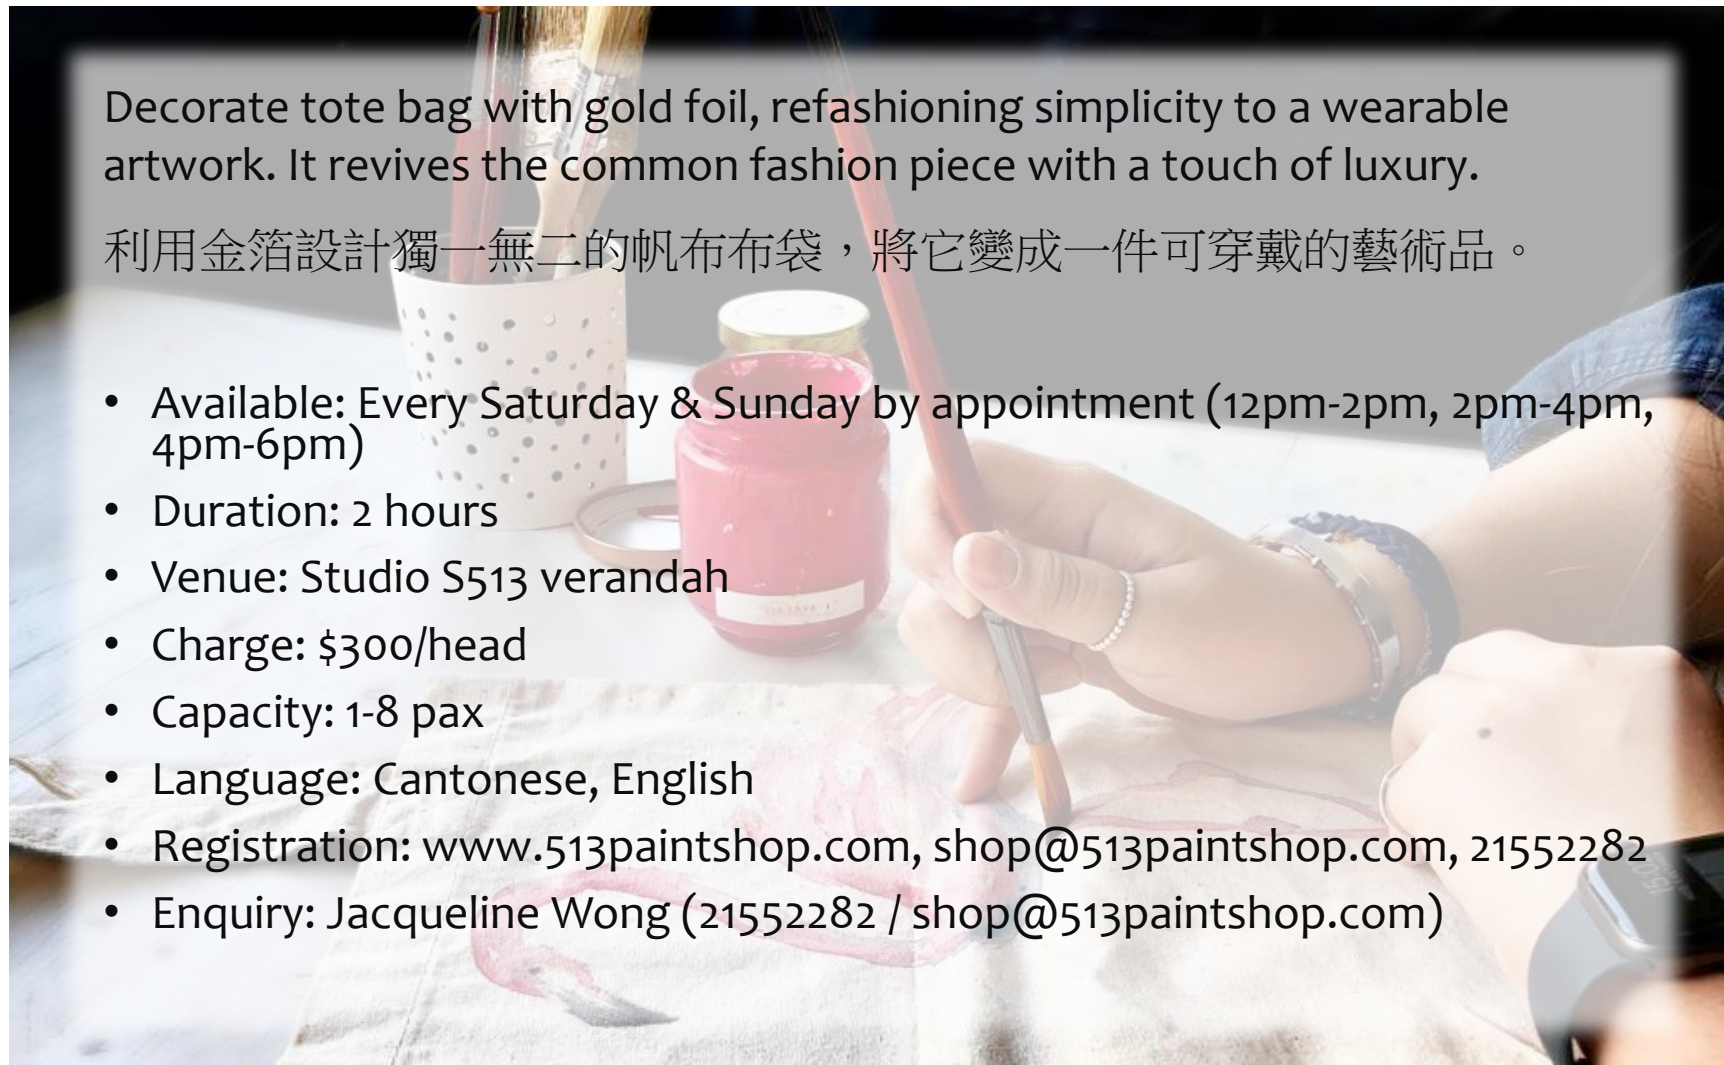 Decorate tote bag with gold foil, refashioning simplicity to a wearable
artwork. It revives the common fashion piece with a touch of luxury.
利用金箔設計獨一無二的帆布布袋，將它變成一件可穿戴的藝術品。
• Available: Every Saturday & Sunday by appointment (12pm-2pm, 2pm-4pm,
4pm-6pm)
• Duration: 2 hours
• Venue: Studio S513 verandah
• Charge: $300/head
• Capacity: 1-8 pax
• Language: Cantonese, English
• Registration: www.513paintshop.com, shop@513paintshop.com, 21552282
• Enquiry: Jacqueline Wong (21552282 / shop@513paintshop.com)